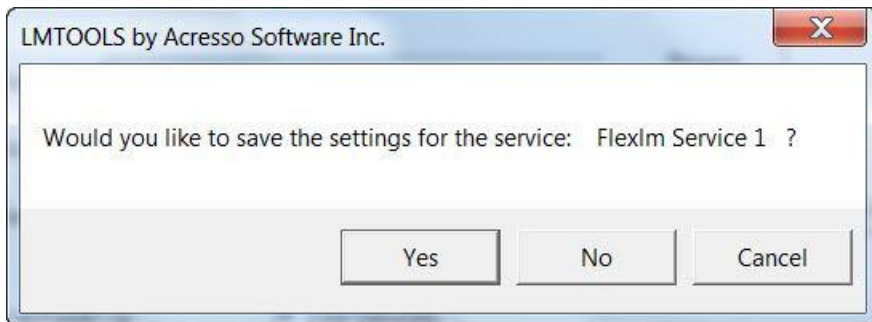 LMTOOLS by Acresso Software Inc.
Would you like to save the settings for the service: Flexlm Service 1 ?
Yes No Cancel